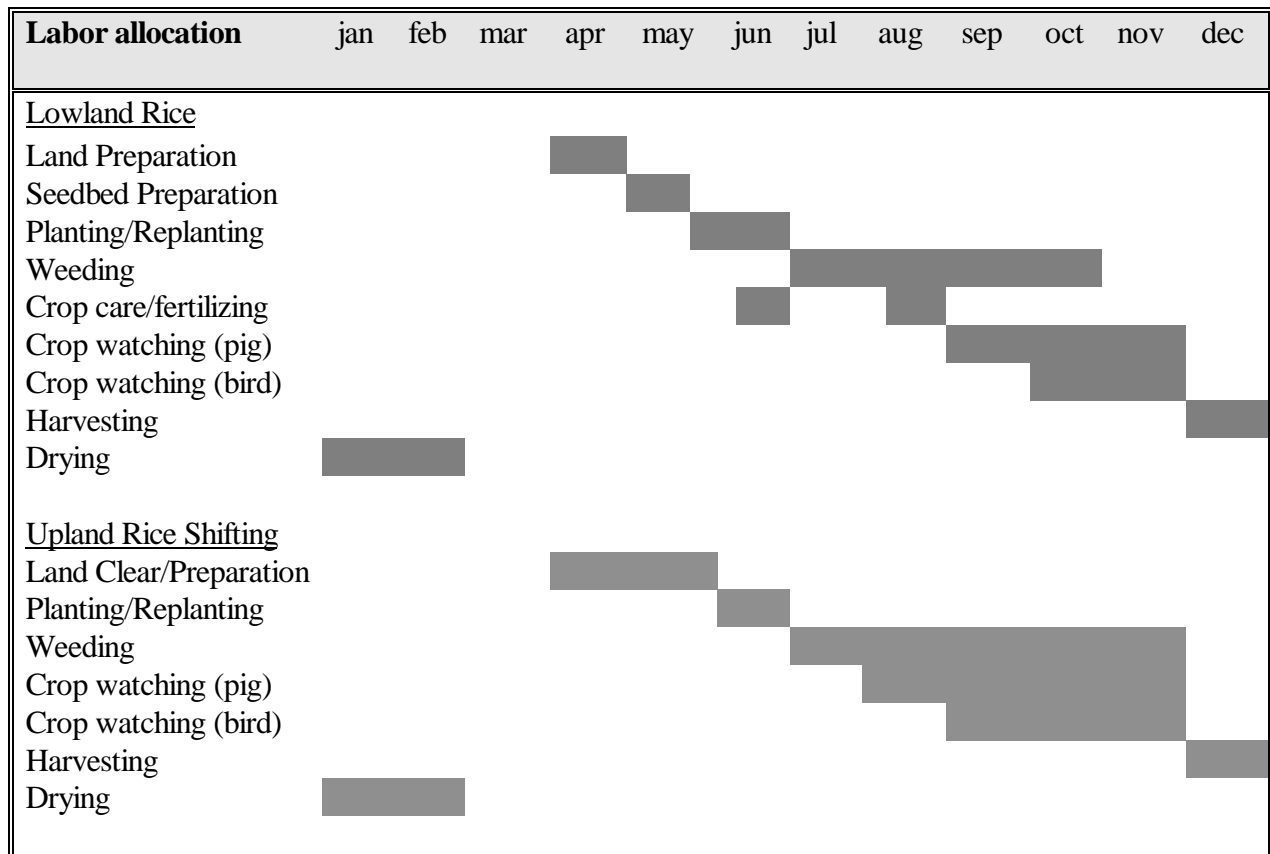 Labor allocation jan feb mar apr may jun jul aug sep oct nov dec
Lowland Rice
Land Preparation
Seedbed Preparation
Planting/Replanting
Weeding
Crop care/fertilizing
Crop watching (pig)
Crop watching (bird)
Harvesting
Drying
Upland Rice Shifting
Land Clear/Preparation
Planting/Replanting
Weeding
Crop watching (pig)
Crop watching (bird)
Harvesting
Drying